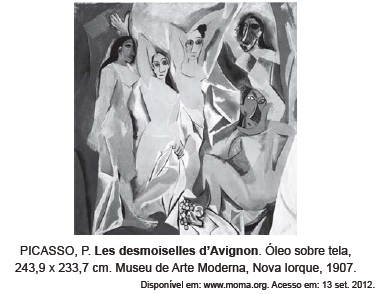 PICASSO, P. Les desmoiselles d'Avignon. Óleo sobre tela,
243,9 x 233,7 cm. Museu de Arte Moderna, Nova Iorque, 1907.
Disponível em: www.moma.org. Acesso em: 13 set. 2012.